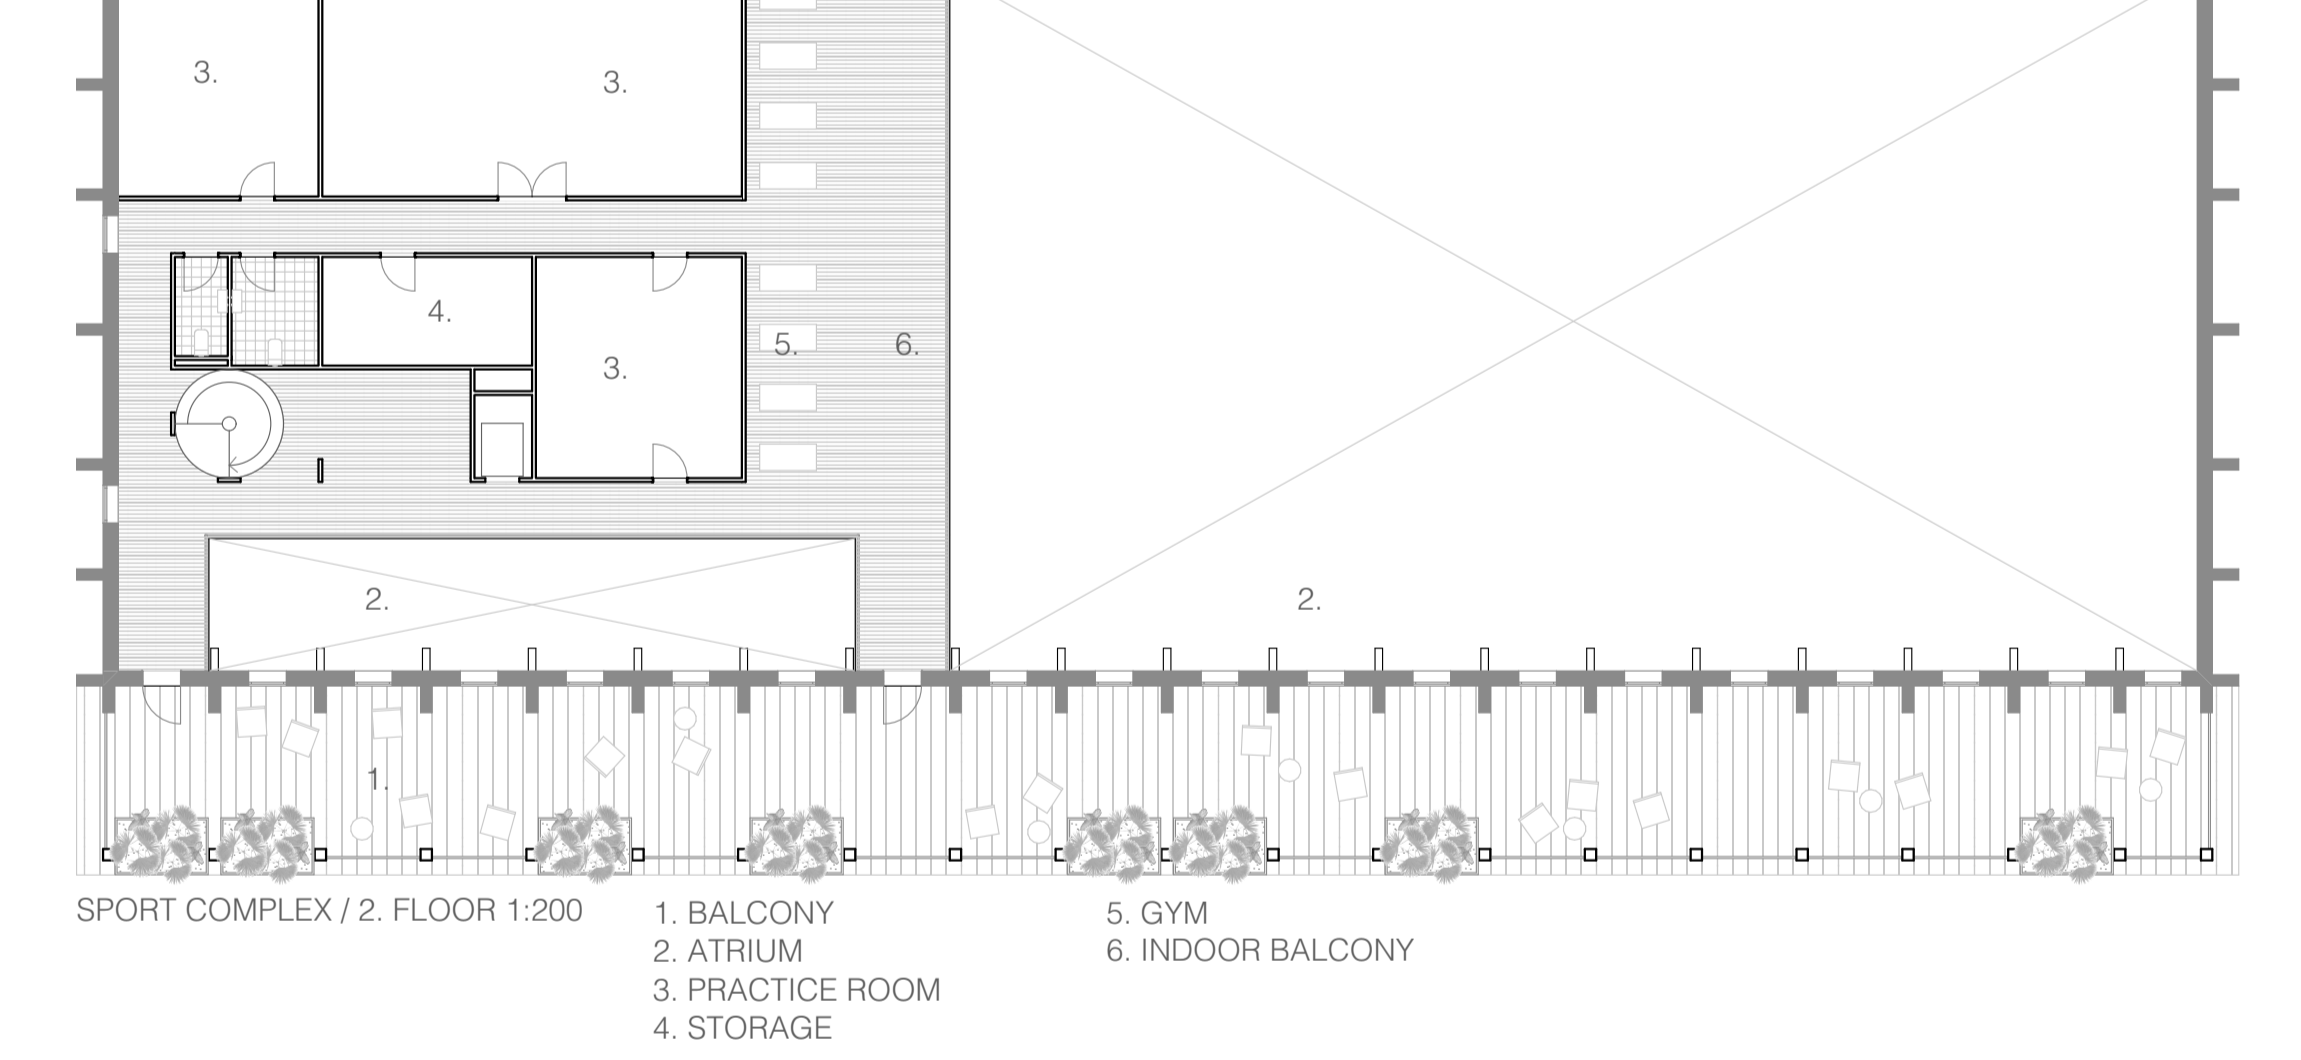 3.
3.
4.
3.
5.
6.
2.
2.
1.
SPORT COMPLEX / 2. FLOOR 1:200
1. BALCONY
2. ATRIUM
3. PRACTICE ROOM
4. STORAGE
5. GYM
6. INDOOR BALCONY